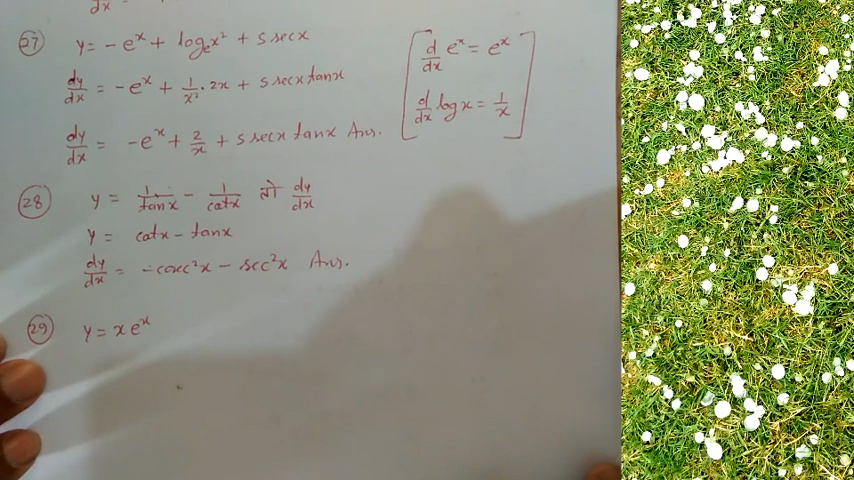 dx
(27) y = - eˣ + logₑx² + 5 secx
dy/dx = - eˣ + 1/x² · 2x + 5 secx tanx
dy/dx = - eˣ + 2/x + 5 secx tanx Ans.
[ d/dx eˣ = eˣ
d/dx log x = 1/x ]
(28) y = 1/tanx - 1/cotx तो dy/dx
y = cotx - tanx
dy/dx = - cosec²x - sec²x Ans.
(29) y = x eˣ